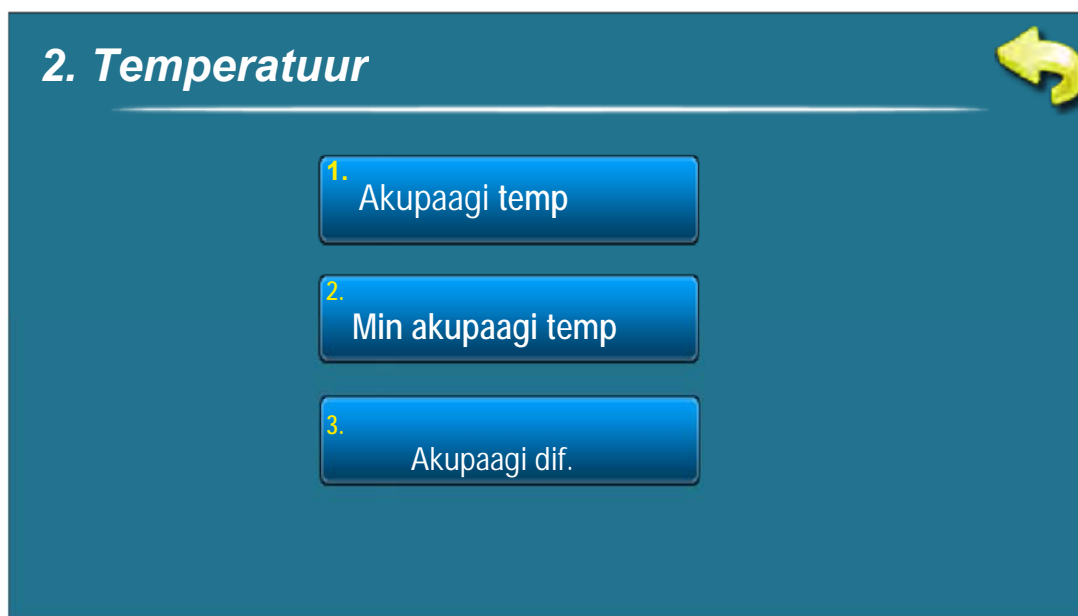 2. Temperatuur
1.
Akupaagi temp
2.
Min akupaagi temp
3.
Akupaagi dif.